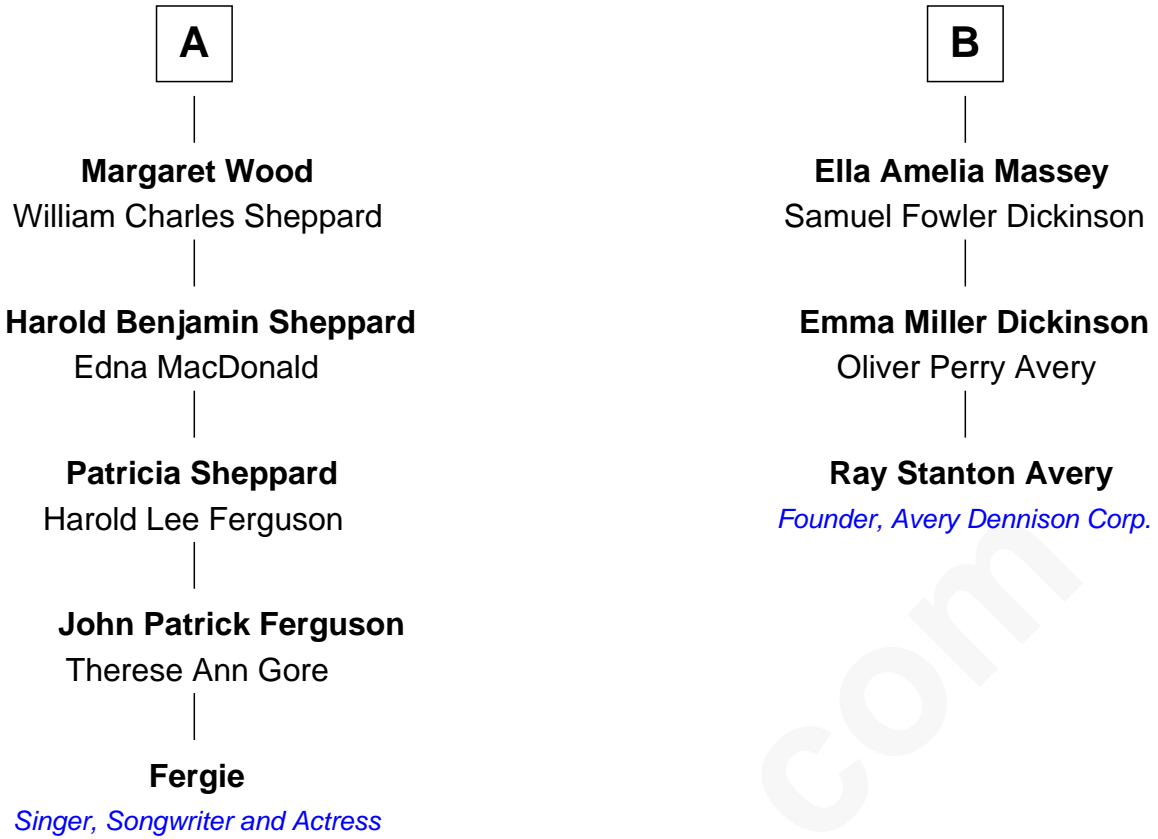 A
Margaret Wood
William Charles Sheppard
Harold Benjamin Sheppard
Edna MacDonald
Patricia Sheppard
Harold Lee Ferguson
John Patrick Ferguson
Therese Ann Gore
Fergie
Singer, Songwriter and Actress
B
Ella Amelia Massey
Samuel Fowler Dickinson
Emma Miller Dickinson
Oliver Perry Avery
Ray Stanton Avery
Founder, Avery Dennison Corp.
com